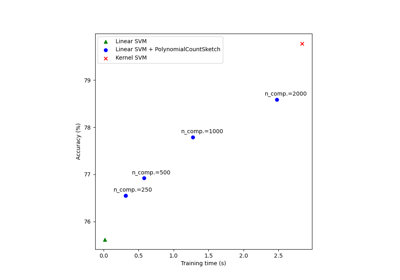 Linear SVM
Linear SVM + PolynomialCountSketch
Kernel SVM
79
n_comp.=2000
78
n_comp.=1000
77
n_comp.=500
n_comp.=250
76
Accuracy (%)
0.0 0.5 1.0 1.5 2.0 2.5
Training time (s)